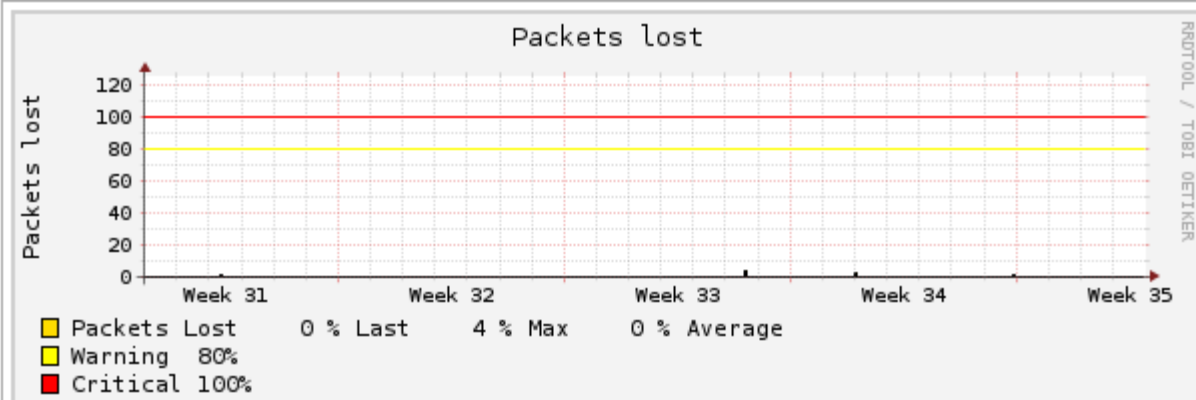 Packets lost
RRDTOOL / TOBI OETIKER
Packets lost
120
100
80
60
40
20
0
Week 31 Week 32 Week 33 Week 34 Week 35
Packets Lost 0 % Last 4 % Max 0 % Average
Warning 80%
Critical 100%